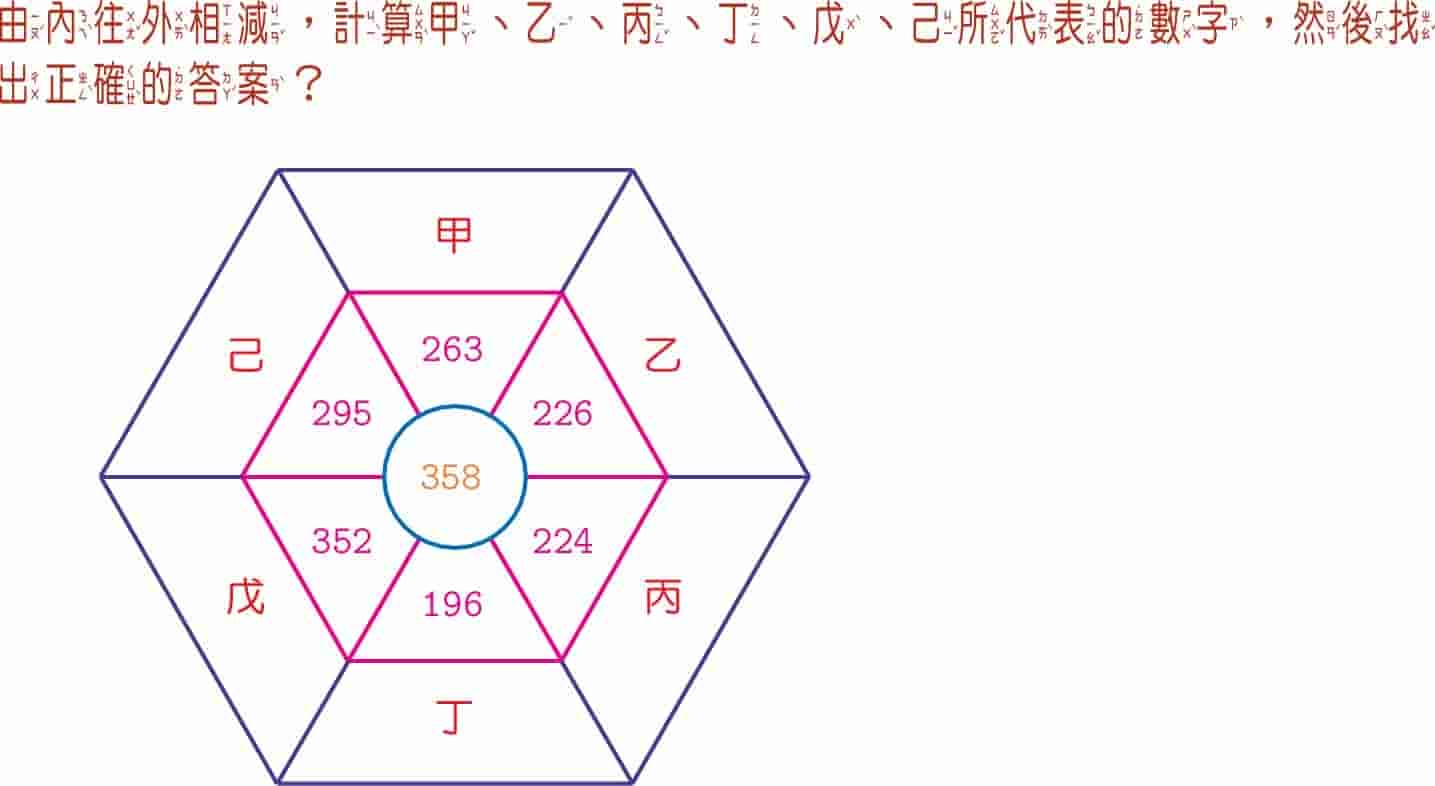 由內往外相減，計算甲、乙、丙、丁、戊、己所代表的數字，然後找
出正確的答案？
甲
263
己
乙
295
226
358
352
224
戊
丙
196
丁